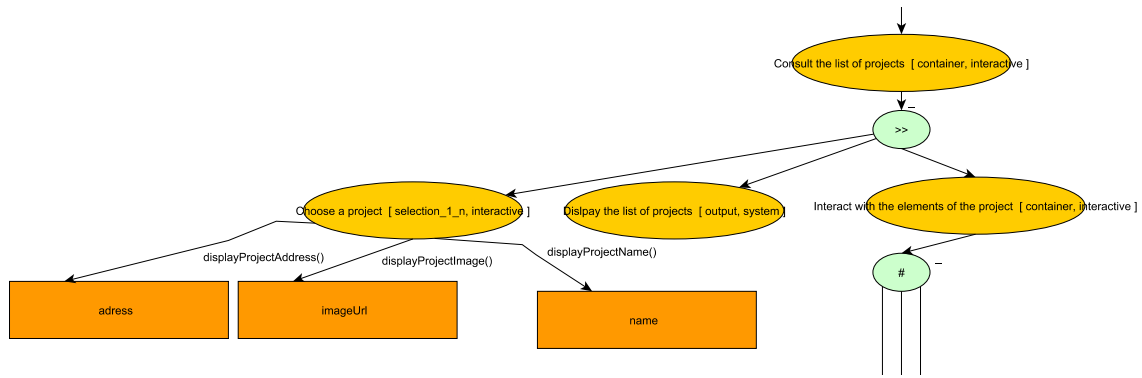 Consult the list of projects [ container, interactive ]
>>
Choose a project [ selection_1_n, interactive ]
Dislpay the list of projects [ output, system ]
Interact with the elements of the project [ container, interactive ]
displayProjectAddress()
displayProjectImage()
displayProjectName()
#
adress
imageUrl
name